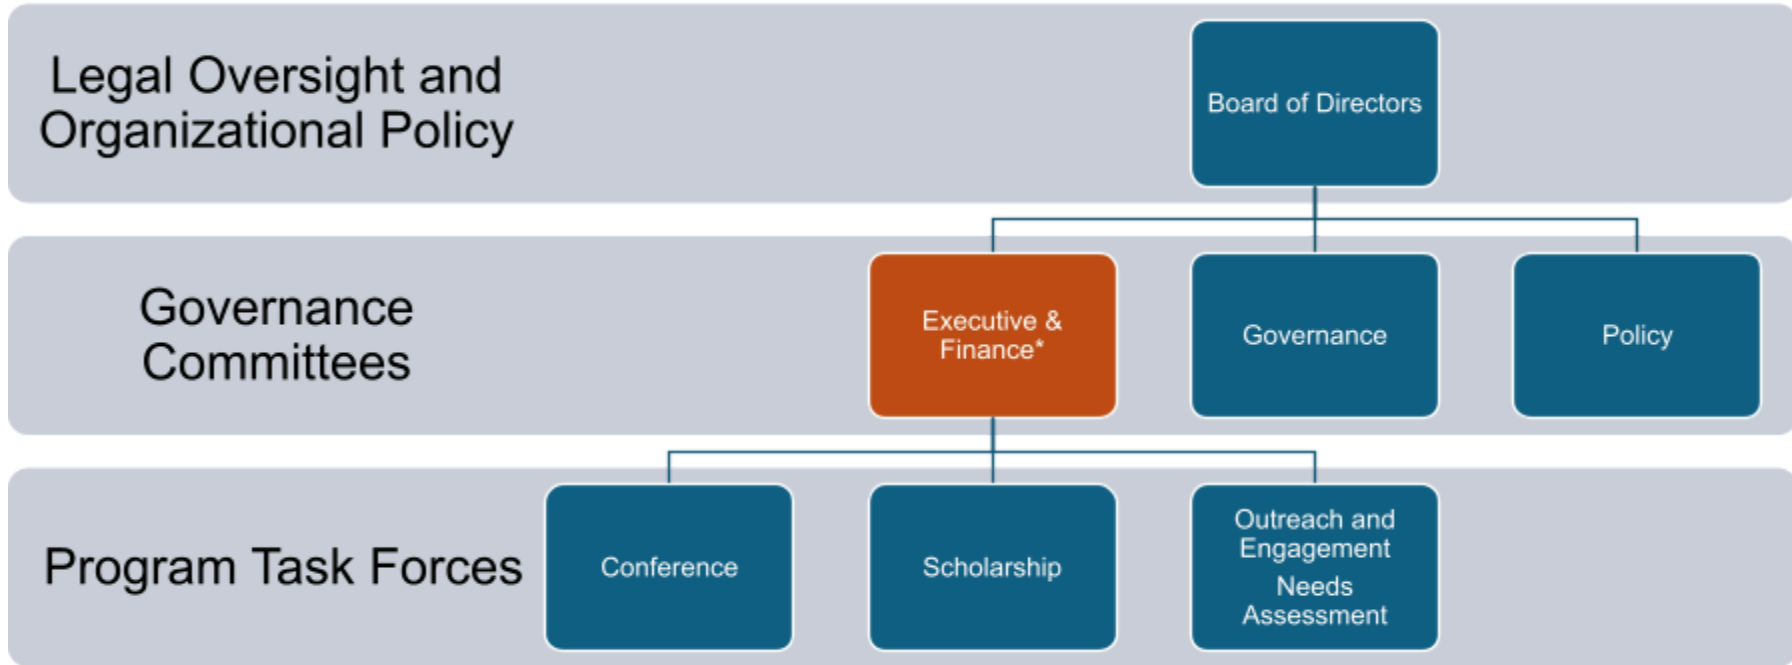 Legal Oversight and
Organizational Policy
Board of Directors
Governance
Committees
Executive &
Finance*
Governance
Policy
Program Task Forces
Conference
Scholarship
Outreach and
Engagement
Needs
Assessment